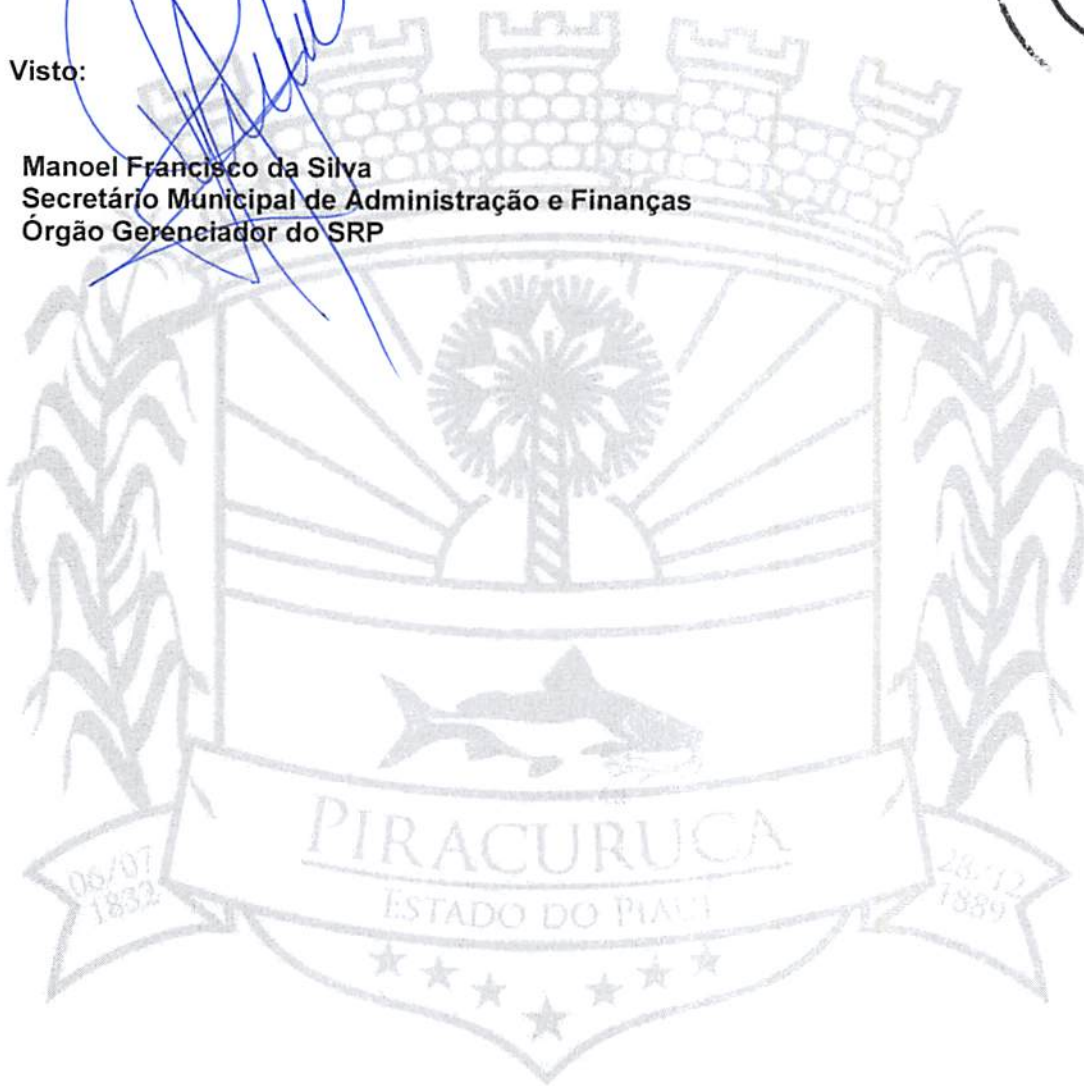 Visto:
Manoel Francisco da Silva
Secretário Municipal de Administração e Finanças
Órgão Gerenciador do SRP
PIRACURUCA
ESTADO DO PIAUÍ
06/07
1832
28/12
1889